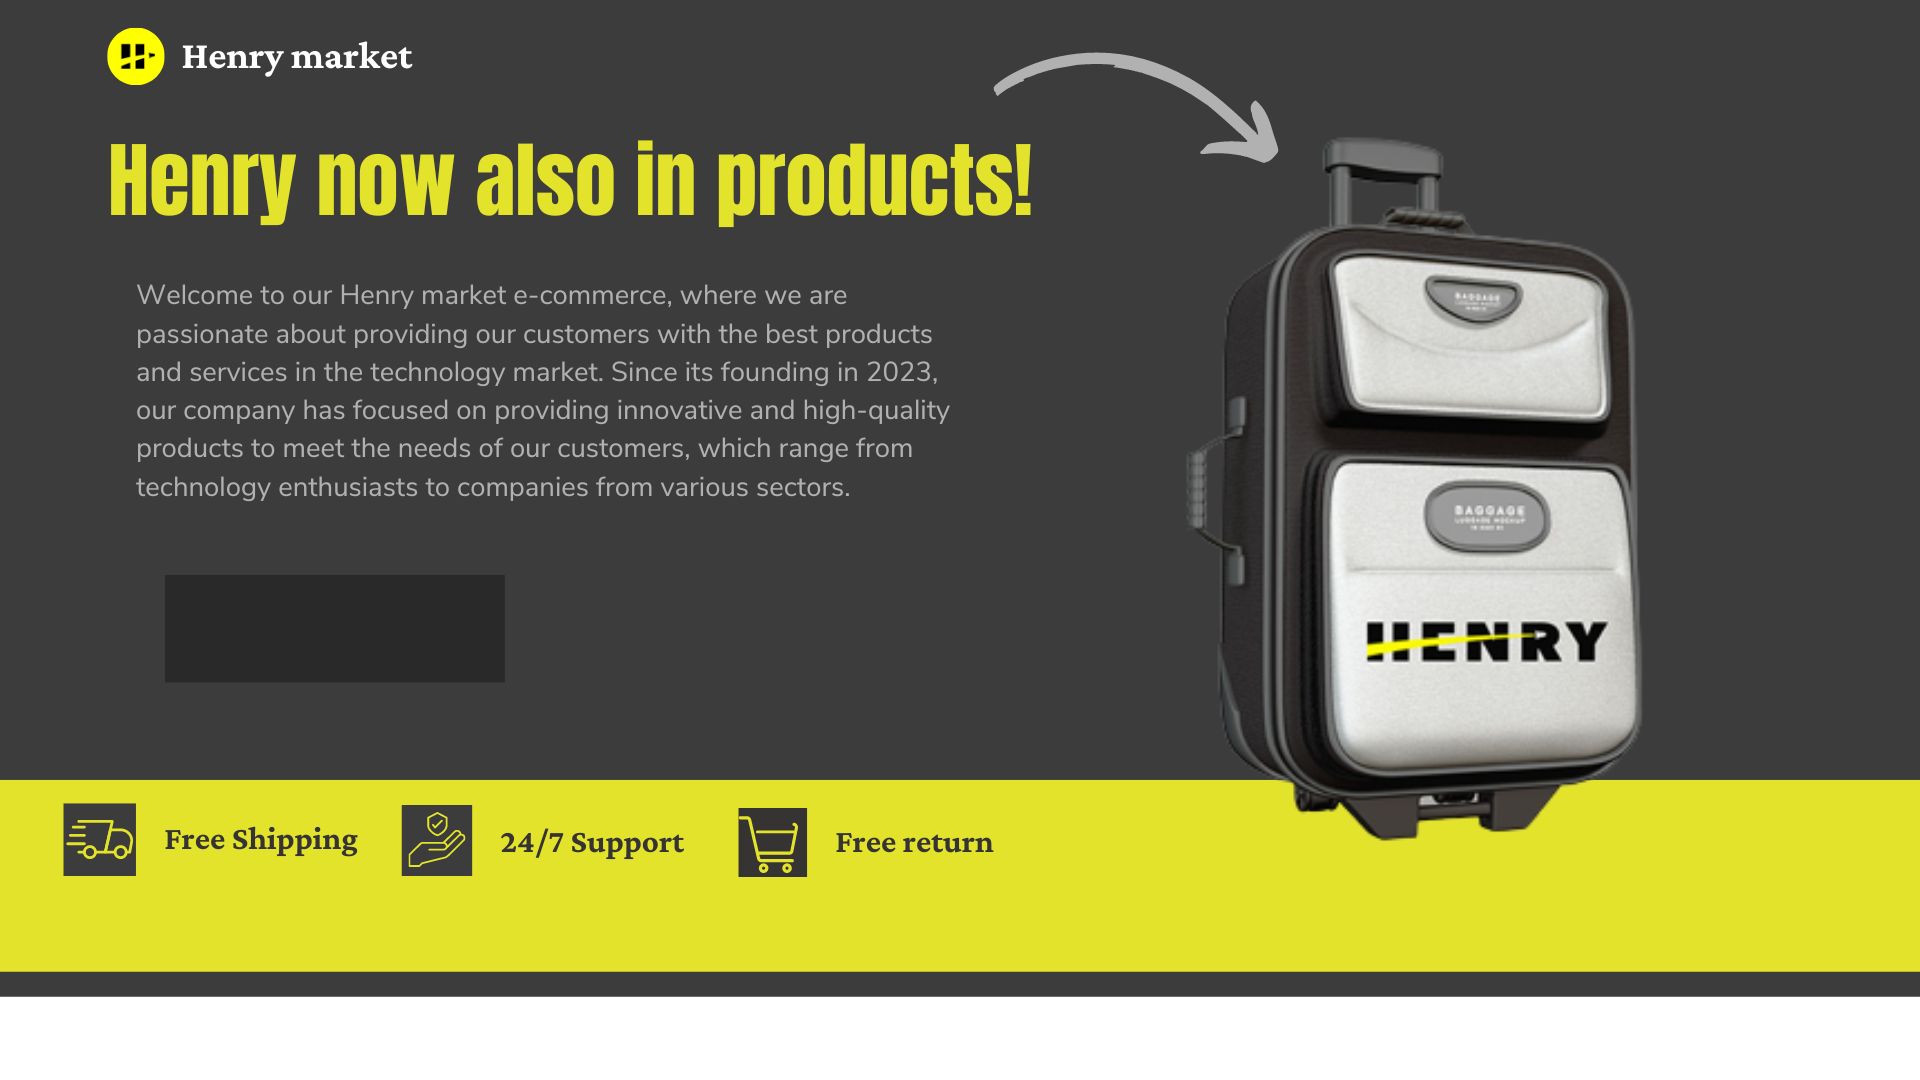 Henry market
Henry now also in products!
Welcome to our Henry market e-commerce, where we are
passionate about providing our customers with the best products
and services in the technology market. Since its founding in 2023,
our company has focused on providing innovative and high-quality
products to meet the needs of our customers, which range from
technology enthusiasts to companies from various sectors.
BAGGAGE
BAGGAGE
LUGGAGE MOCKUP
HENRY
Free Shipping
24/7 Support
Free return